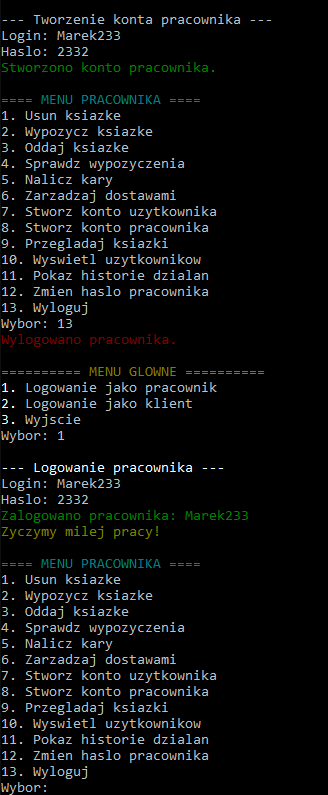 --- Tworzenie konta pracownika ---
Login: Marek233
Haslo: 2332
Stworzono konto pracownika.
==== MENU PRACOWNIKA ====
1. Usun ksiazke
2. Wypozycz ksiazke
3. Oddaj ksiazke
4. Sprawdz wypozyczenia
5. Nalicz kary
6. Zarzadzaj dostawami
7. Stworz konto uzytkownika
8. Stworz konto pracownika
9. Przegladaj ksiazki
10. Wyswietl uzytkownikow
11. Pokaz historie dzialan
12. Zmien haslo pracownika
13. Wyloguj
Wybor: 13
Wylogowano pracownika.
========== MENU GLOWNE ==========
1. Logowanie jako pracownik
2. Logowanie jako klient
3. Wyjscie
Wybor: 1
--- Logowanie pracownika ---
Login: Marek233
Haslo: 2332
Zalogowano pracownika: Marek233
Zyczymy milej pracy!
==== MENU PRACOWNIKA ====
1. Usun ksiazke
2. Wypozycz ksiazke
3. Oddaj ksiazke
4. Sprawdz wypozyczenia
5. Nalicz kary
6. Zarzadzaj dostawami
7. Stworz konto uzytkownika
8. Stworz konto pracownika
9. Przegladaj ksiazki
10. Wyswietl uzytkownikow
11. Pokaz historie dzialan
12. Zmien haslo pracownika
13. Wyloguj
Wybor: